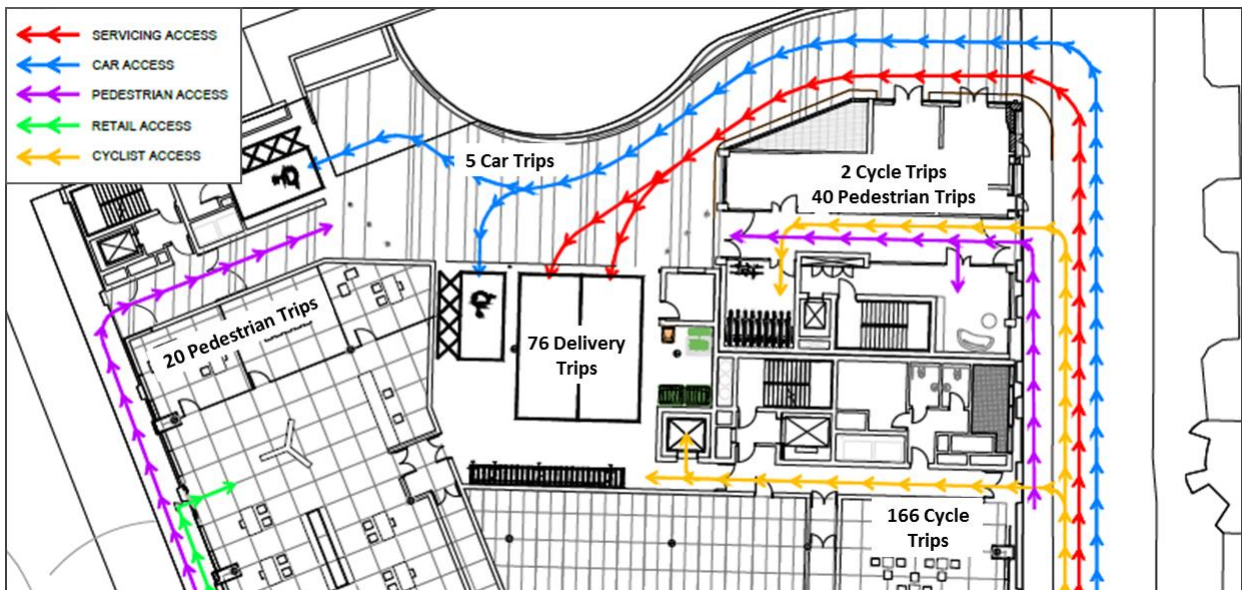 SERVICING ACCESS
CAR ACCESS
PEDESTRIAN ACCESS
RETAIL ACCESS
CYCLIST ACCESS
5 Car Trips
2 Cycle Trips
40 Pedestrian Trips
20 Pedestrian Trips
76 Delivery
Trips
166 Cycle
Trips